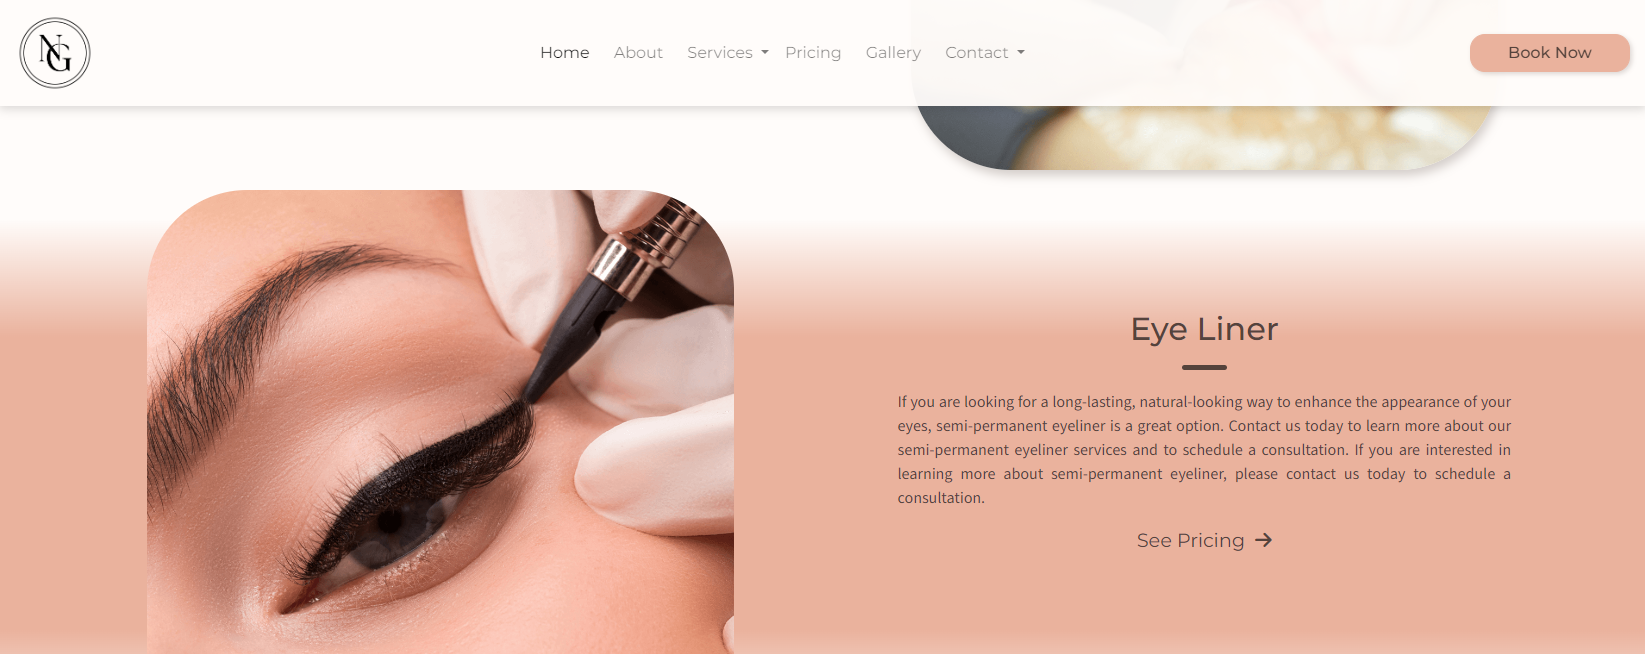 NG
Home About Services Pricing Gallery Contact Book Now
Eye Liner
If you are looking for a long-lasting, natural-looking way to enhance the appearance of your
eyes, semi-permanent eyeliner is a great option. Contact us today to learn more about our
semi-permanent eyeliner services and to schedule a consultation. If you are interested in
learning more about semi-permanent eyeliner, please contact us today to schedule a
consultation.
See Pricing